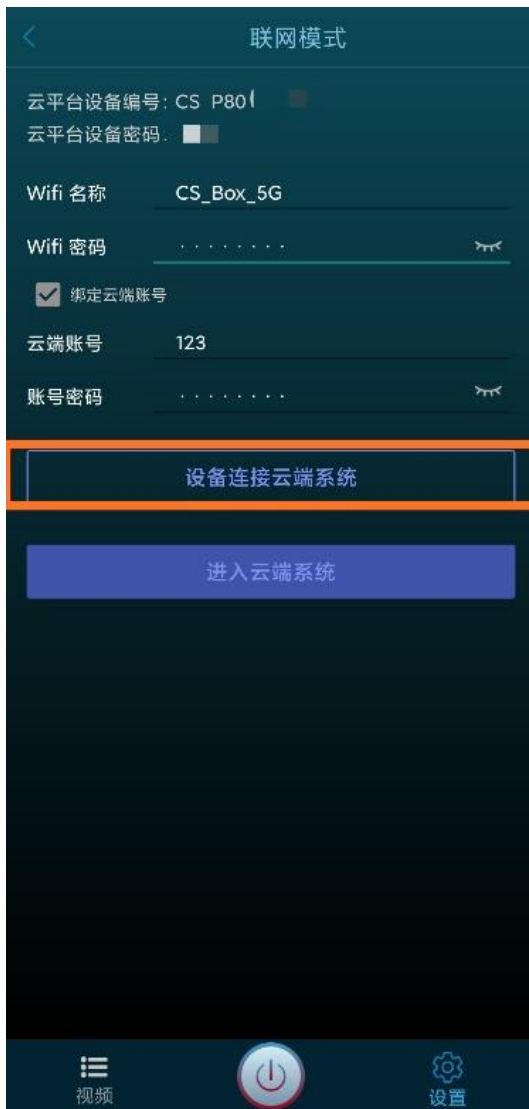 联网模式
云平台设备编号: CS P80
云平台设备密码.
Wifi 名称 CS_Box_5G
Wifi 密码 ········
绑定云端账号
云端账号 123
账号密码 ········
设备连接云端系统
进入云端系统
视频 设置